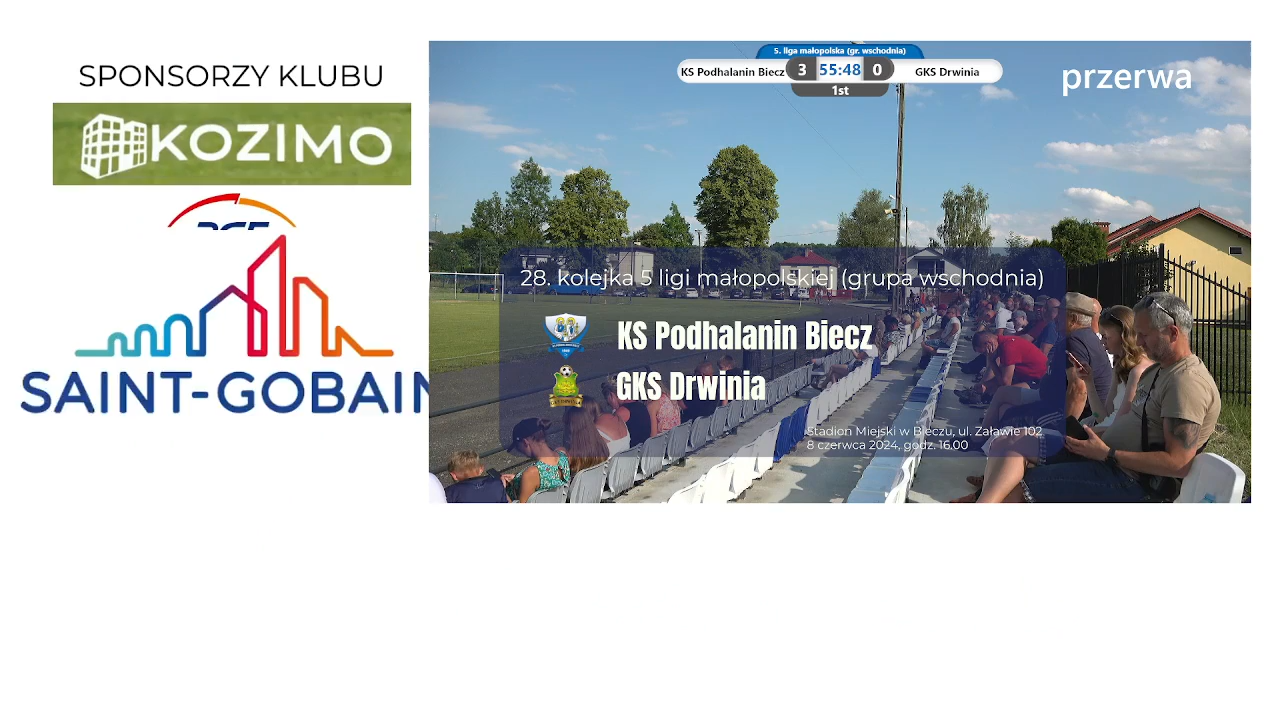 SPONSORZY KLUBU
KOZIMO
SAINT-GOBAIN
5. liga małopolska (gr. wschodnia)
KS Podhalanin Biecz 3 55:48 0 GKS Drwinia
1st
przerwa
28. kolejka 5 ligi małopolskiej (grupa wschodnia)
KS Podhalanin Biecz
GKS Drwinia
Stadion Miejski w Bieczu, ul. Załawie 102
8 czerwca 2024, godz. 16.00